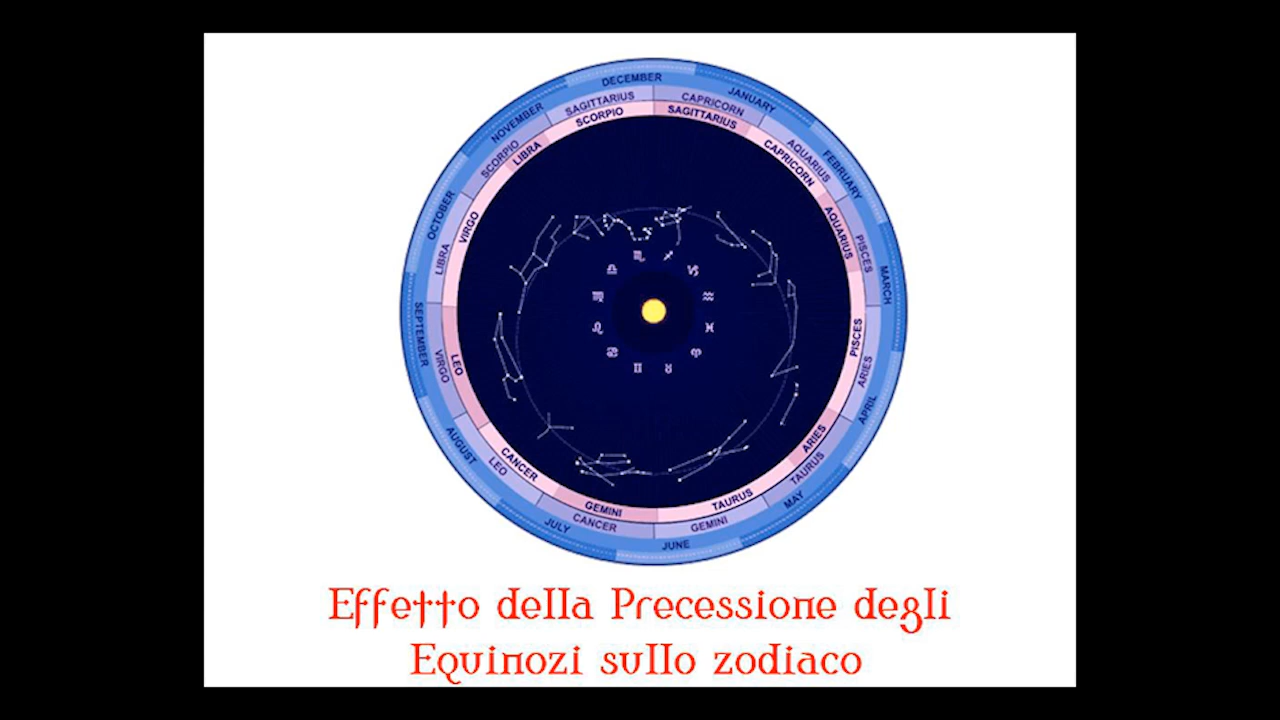 DECEMBER
JANUARY
FEBRUARY
MARCH
APRIL
MAY
JUNE
JULY
AUGUST
SEPTEMBER
OCTOBER
NOVEMBER
SAGITTARIUS
CAPRICORN
AQUARIUS
PISCES
ARIES
TAURUS
GEMINI
CANCER
LEO
VIRGO
LIBRA
SCORPIO
SCORPIO
SAGITTARIUS
CAPRICORN
AQUARIUS
PISCES
ARIES
TAURUS
GEMINI
CANCER
LEO
VIRGO
LIBRA
♏ ♐ ♑ ♒ ♓ ♈ ♉ ♊ ♋ ♌ ♍ ♎
Effetto della Precessione degli
Equinozi sullo zodiaco